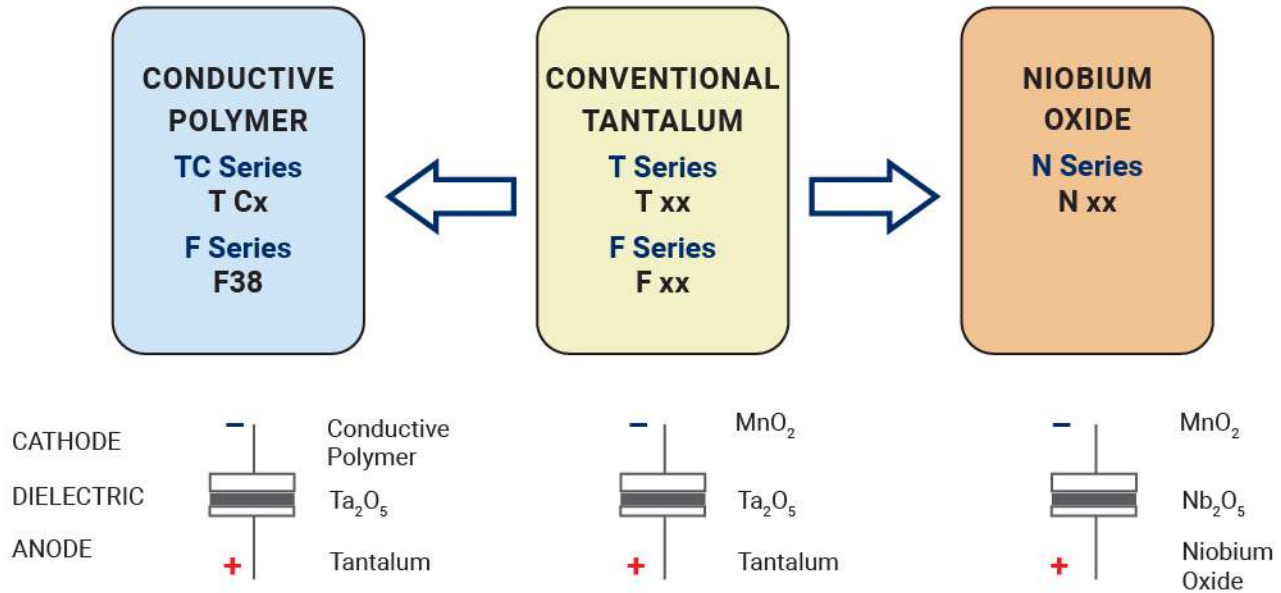 CONDUCTIVE
POLYMER
TC Series
T Cx
F Series
F38
CONVENTIONAL
TANTALUM
T Series
T xx
F Series
F xx
NIOBIUM
OXIDE
N Series
N xx
CATHODE
−
Conductive
Polymer
−
MnO₂
−
MnO₂
DIELECTRIC
Ta₂O₅
Ta₂O₅
Nb₂O₅
ANODE
+
Tantalum
+
Tantalum
+
Niobium
Oxide